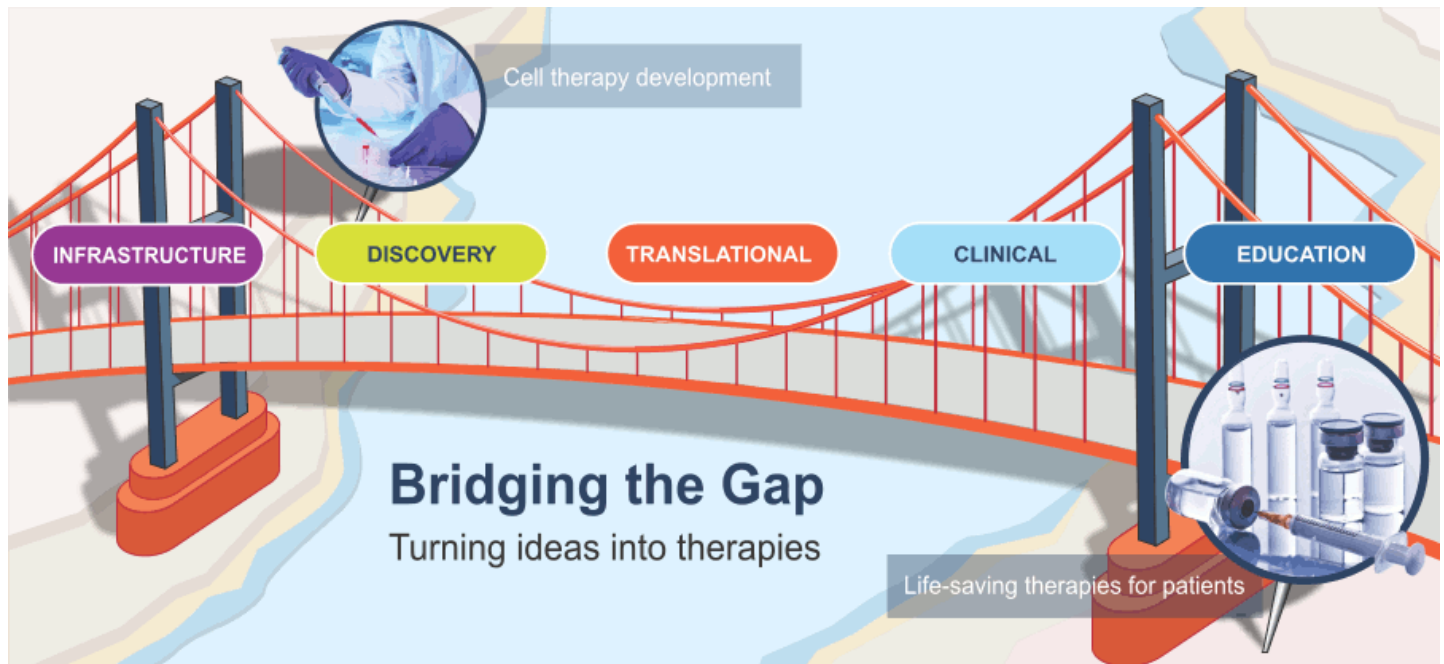 Cell therapy development
INFRASTRUCTURE
DISCOVERY
TRANSLATIONAL
CLINICAL
EDUCATION
Bridging the Gap
Turning ideas into therapies
Life-saving therapies for patients